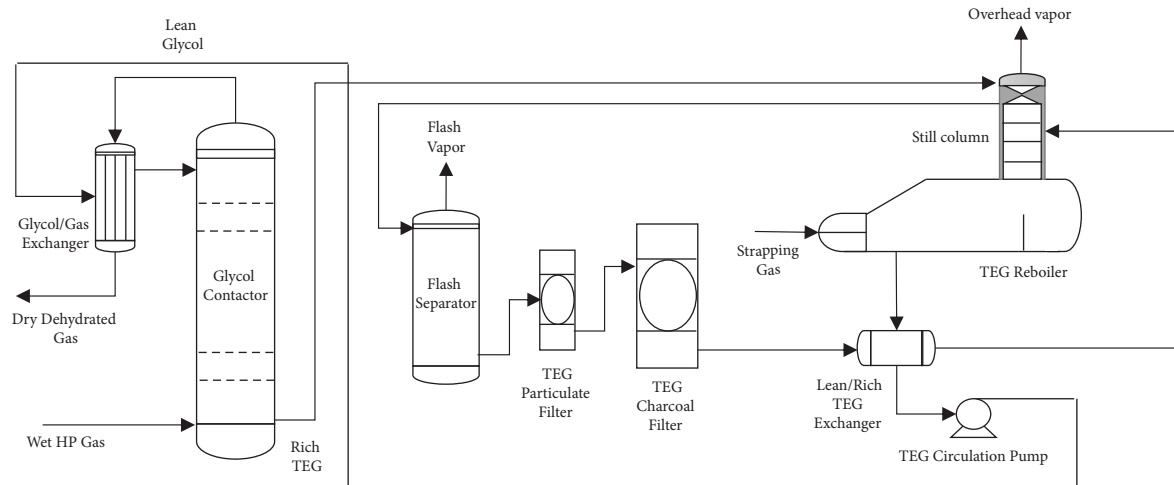 Lean
Glycol
Overhead vapor
Flash
Vapor
Still column
Glycol/Gas
Exchanger
Glycol
Contactor
Flash
Separator
Strapping
Gas
TEG Reboiler
Dry Dehydrated
Gas
TEG
Particulate
Filter
TEG
Charcoal
Filter
Lean/Rich
TEG
Exchanger
Wet HP Gas
Rich
TEG
TEG Circulation Pump